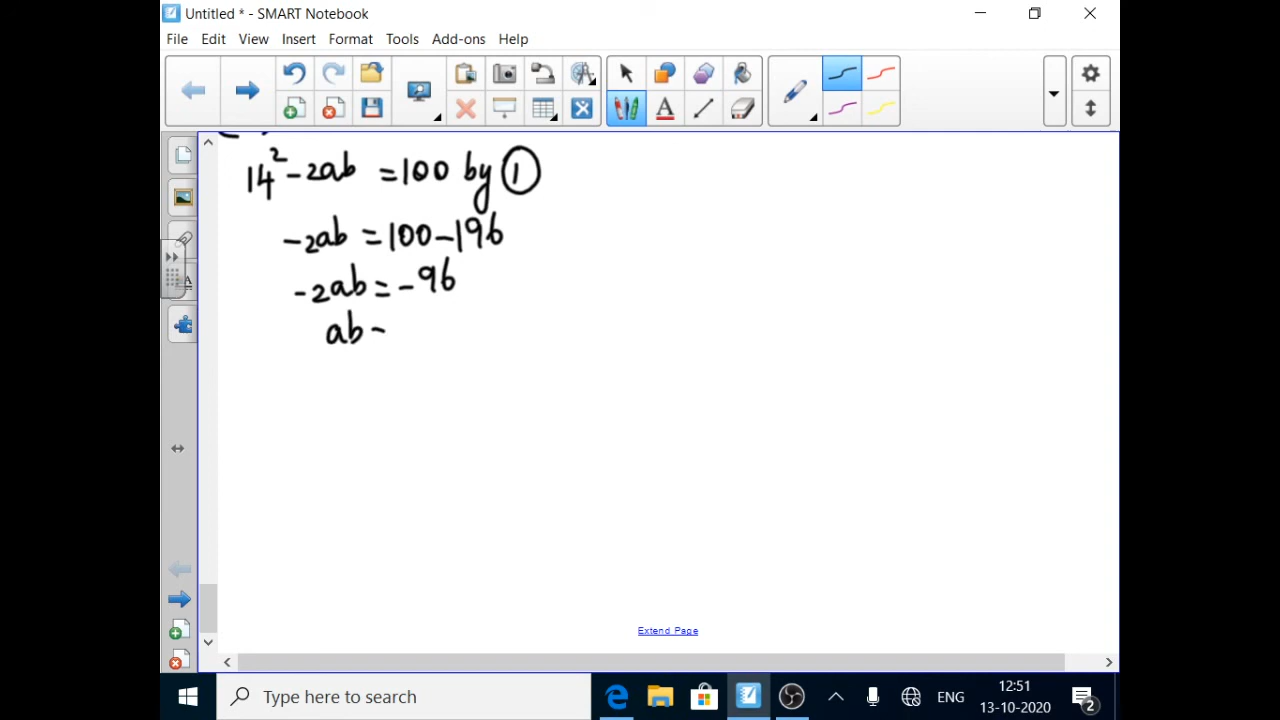 Untitled * - SMART Notebook
File Edit View Insert Format Tools Add-ons Help
14² -2ab = 100 by ①
-2ab = 100-196
-2ab = -96
ab -
Extend Page
Type here to search
ENG
12:51
13-10-2020
2